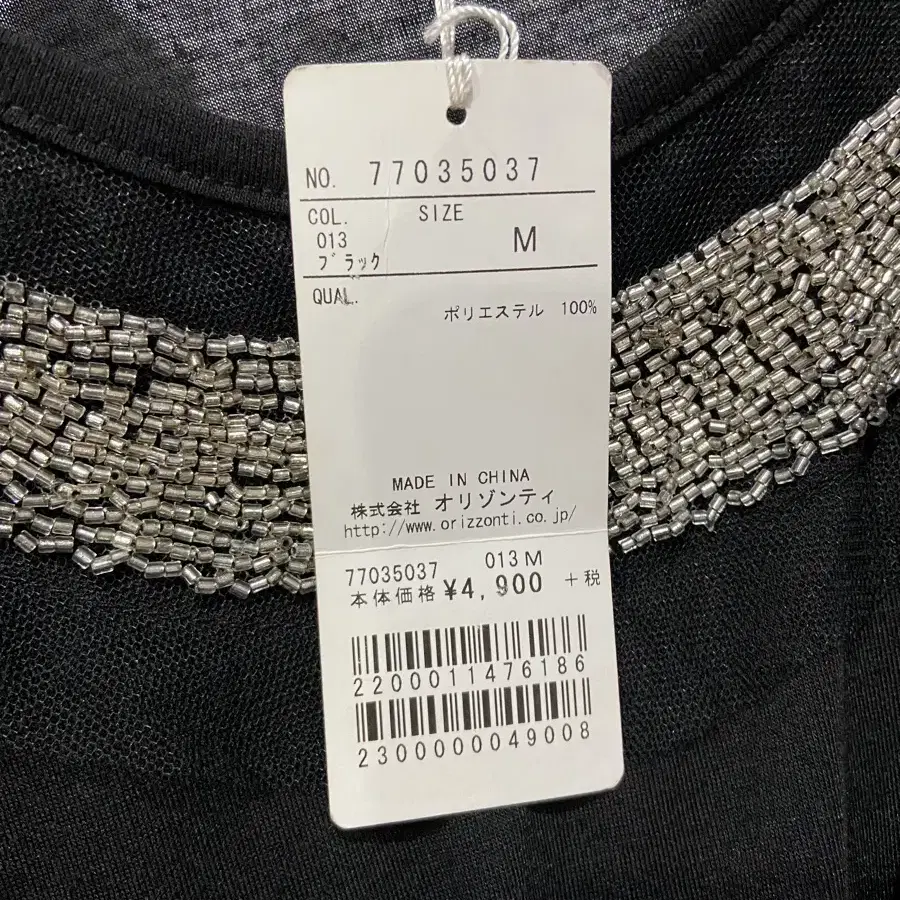 NO. 77035037
COL. SIZE
013 M
ﾌﾞﾗｯｸ
QUAL.
ポリエステル 100%
MADE IN CHINA
株式会社 オリゾンティ
http://www.orizzonti.co.jp/
77035037 013 M
本体価格 ¥4,900 +税
2200011476186
2300000049008